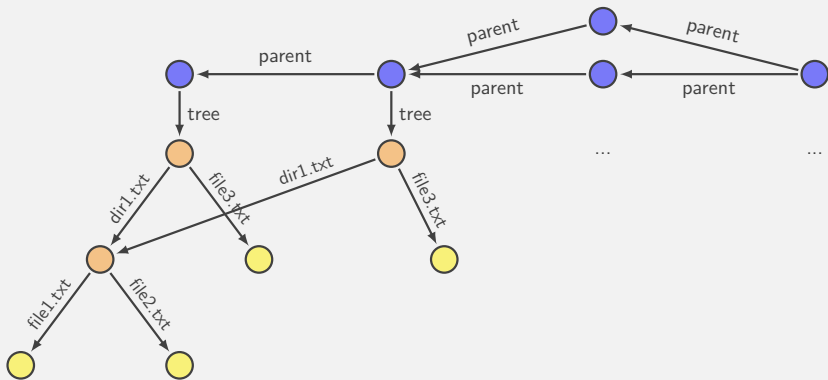 parent
parent
parent
parent
parent
tree
tree
...
...
dir1.txt
file3.txt
dir1.txt
file3.txt
file1.txt
file2.txt